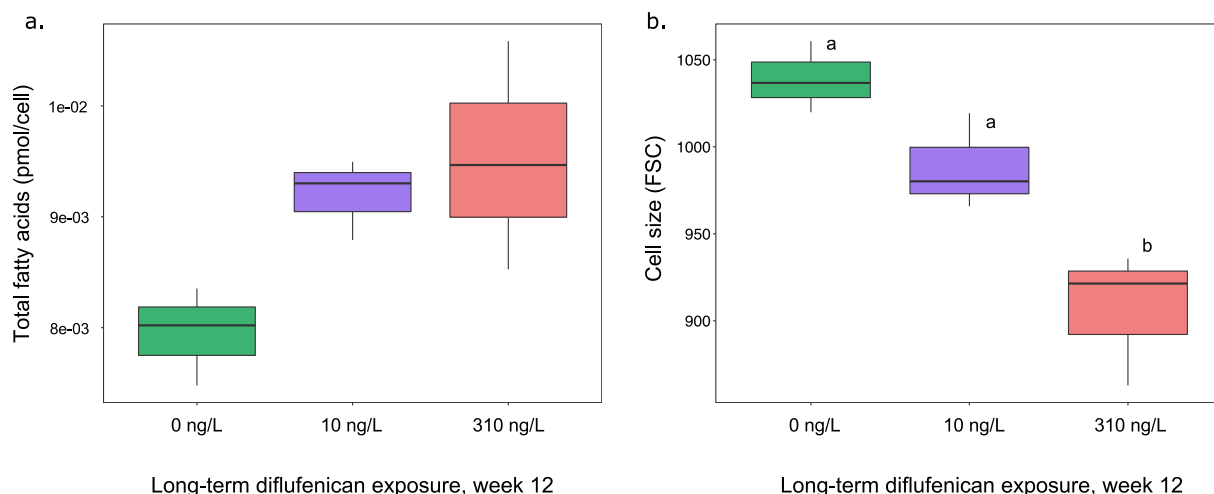 a.
Total fatty acids (pmol/cell)
1e-02
9e-03
8e-03
0 ng/L
10 ng/L
310 ng/L
Long-term diflufenican exposure, week 12
b.
Cell size (FSC)
1050
1000
950
900
a
a
b
0 ng/L
10 ng/L
310 ng/L
Long-term diflufenican exposure, week 12